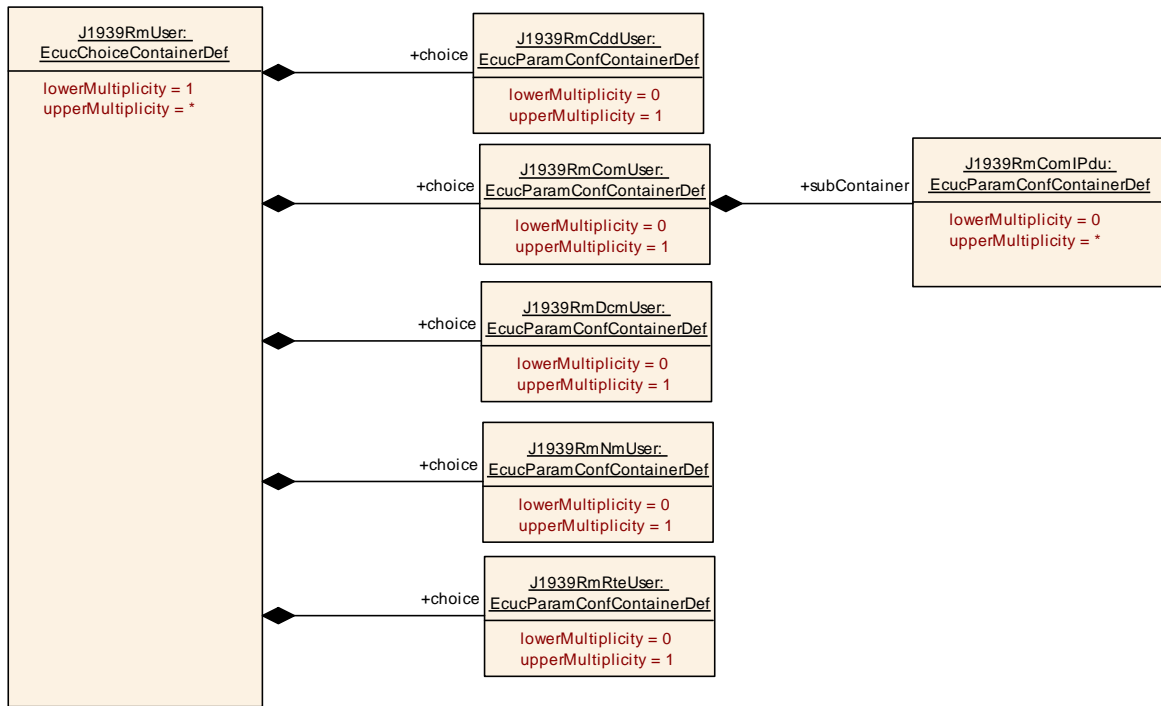 J1939RmUser:
EcucChoiceContainerDef
lowerMultiplicity = 1
upperMultiplicity = *
+choice
J1939RmCddUser:
EcucParamConfContainerDef
lowerMultiplicity = 0
upperMultiplicity = 1
+choice
J1939RmComUser:
EcucParamConfContainerDef
lowerMultiplicity = 0
upperMultiplicity = 1
+subContainer
J1939RmComIPdu:
EcucParamConfContainerDef
lowerMultiplicity = 0
upperMultiplicity = *
+choice
J1939RmDcmUser:
EcucParamConfContainerDef
lowerMultiplicity = 0
upperMultiplicity = 1
+choice
J1939RmNmUser:
EcucParamConfContainerDef
lowerMultiplicity = 0
upperMultiplicity = 1
+choice
J1939RmRteUser:
EcucParamConfContainerDef
lowerMultiplicity = 0
upperMultiplicity = 1